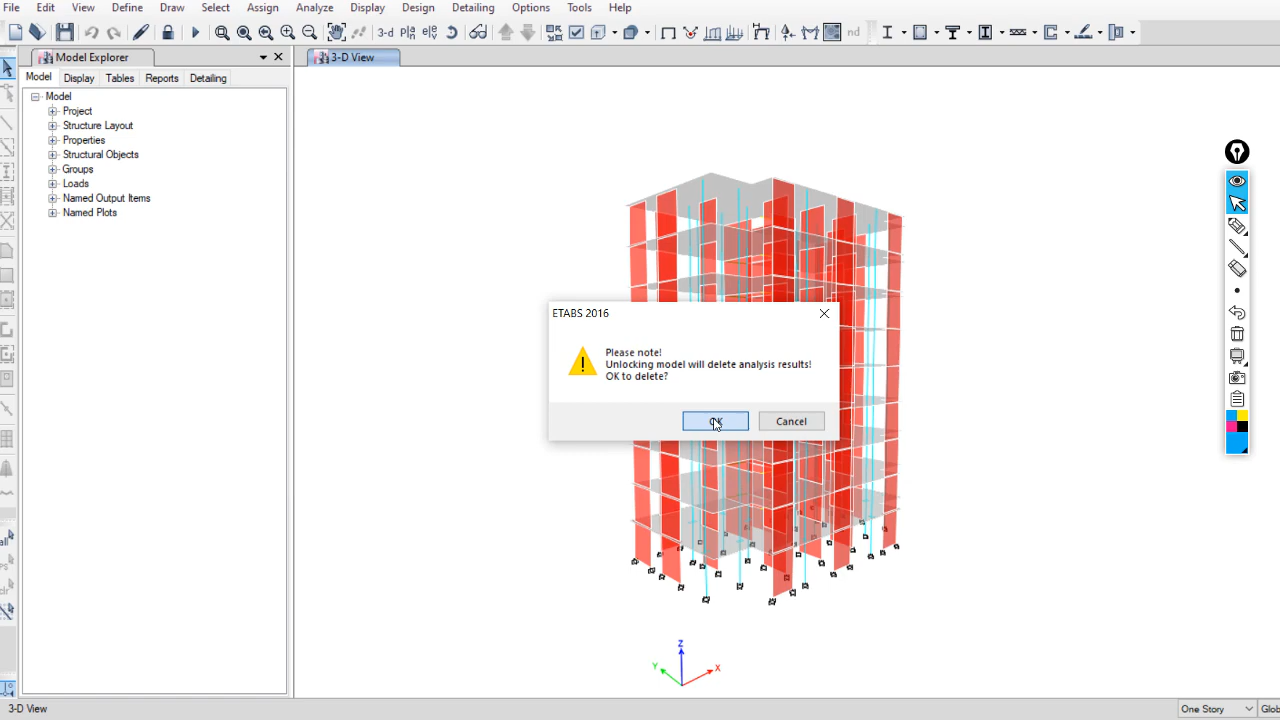 File Edit View Define Draw Select Assign Analyze Display Design Detailing Options Tools Help
3-d
nd
Model Explorer
3-D View
Model Display Tables Reports Detailing
Model
Project
Structure Layout
Properties
Structural Objects
Groups
Loads
Named Output Items
Named Plots
ETABS 2016
Please note!
Unlocking model will delete analysis results!
OK to delete?
OK Cancel
Z
Y
X
3-D View
One Story
Glob